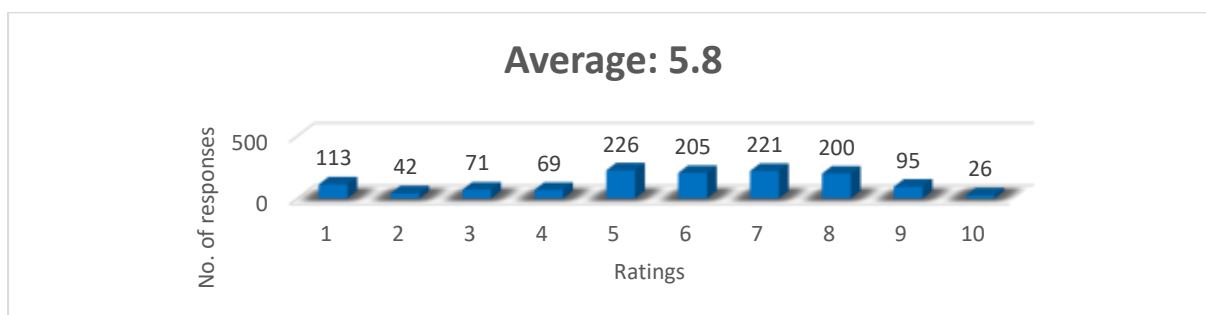 Average: 5.8
No. of responses
500
0
113 42 71 69 226 205 221 200 95 26
1 2 3 4 5 6 7 8 9 10
Ratings